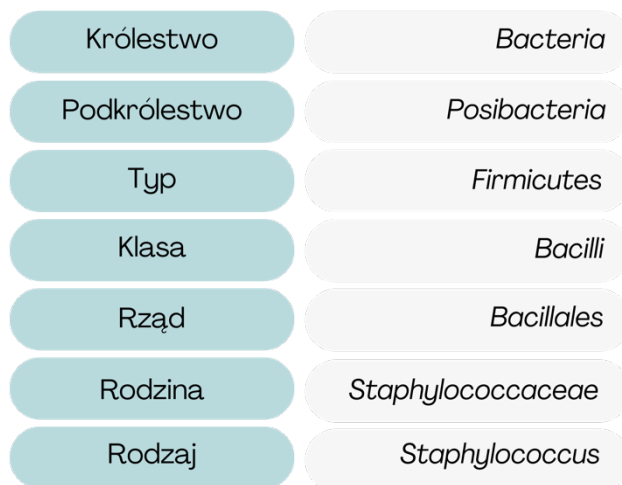 Królestwo Bacteria
Podkrólestwo Posibacteria
Typ Firmicutes
Klasa Bacilli
Rząd Bacillales
Rodzina Staphylococcaceae
Rodzaj Staphylococcus